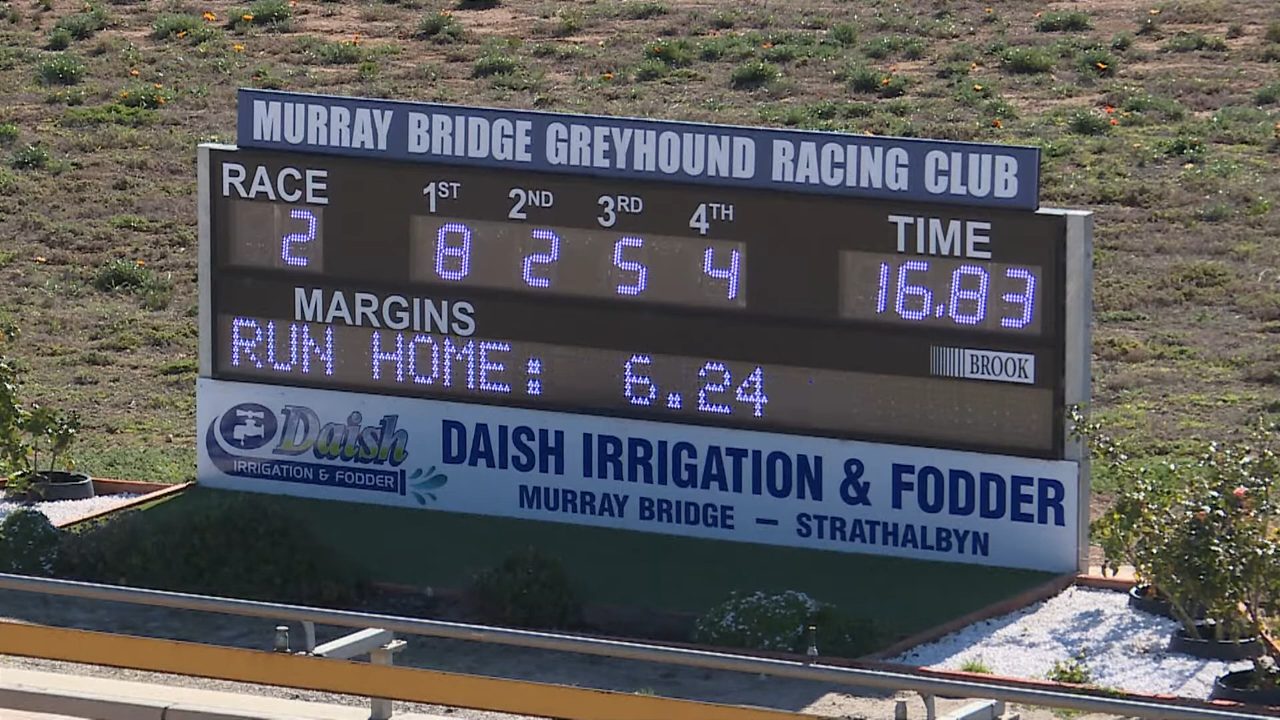 MURRAY BRIDGE GREYHOUND RACING CLUB
RACE 1ST 2ND 3RD 4TH TIME
2 8 2 5 4 16.83
MARGINS
RUN HOME: 6.24
BROOK
Daish
IRRIGATION & FODDER
DAISH IRRIGATION & FODDER
MURRAY BRIDGE – STRATHALBYN